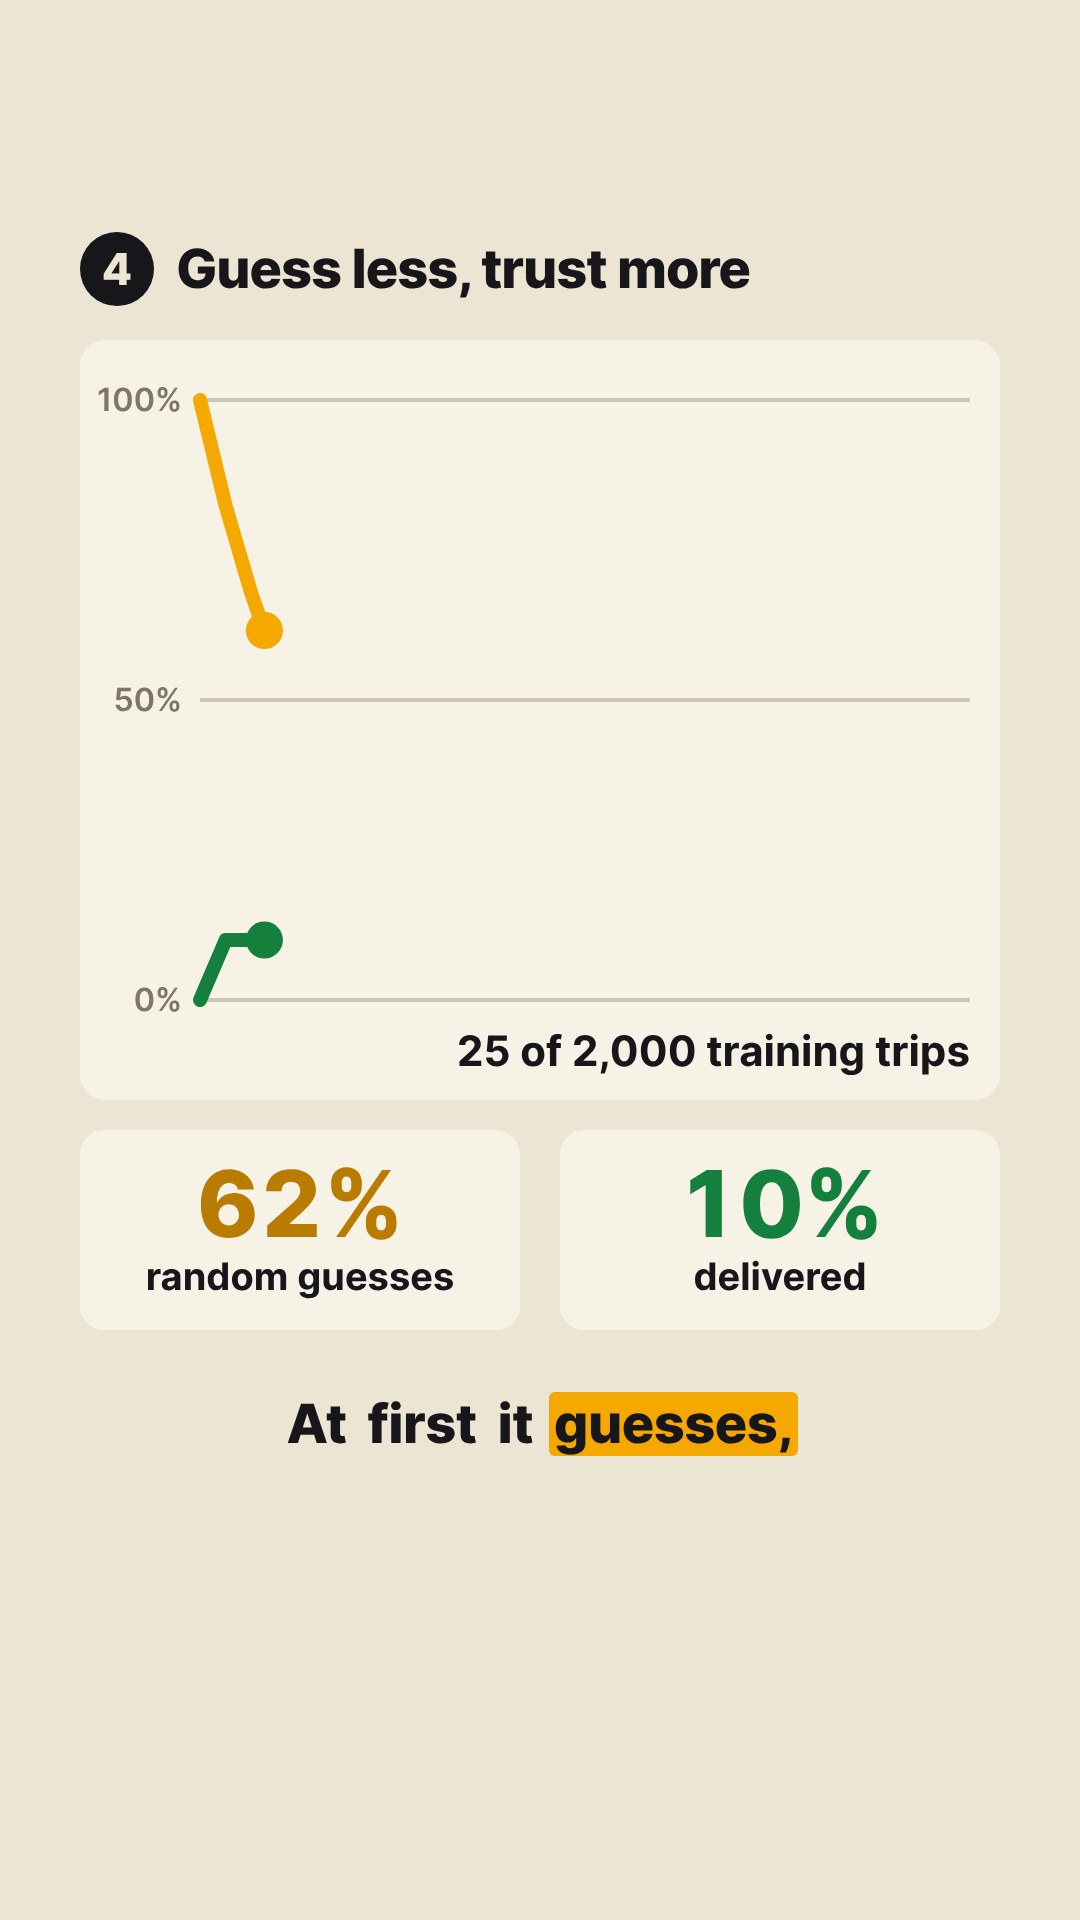 4 Guess less, trust more
100%
50%
0%
25 of 2,000 training trips
62%
random guesses
10%
delivered
At first it guesses,